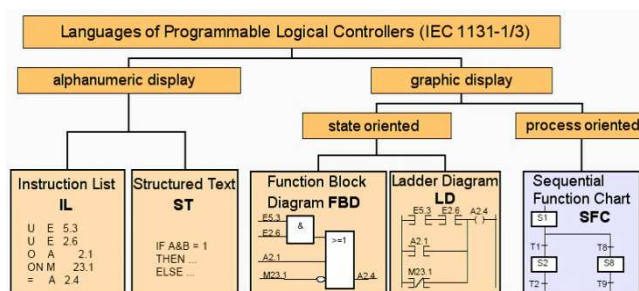 Languages of Programmable Logical Controllers (IEC 1131-1/3)
alphanumeric display
graphic display
state oriented
process oriented
Instruction List
IL
U E 5.3
U E 2.6
O A 2.1
ON M 23.1
= A 2.4
Structured Text
ST
IF A&B = 1
THEN ...
ELSE ...
Function Block
Diagram FBD
E5.3
E2.6
&
>=1
A2.1
M23.1
A2.4
Ladder Diagram
LD
E5.3 E2.6 A2.4
A2.1
M23.1
Sequential
Function Chart
SFC
S1
T1 T8
S2 S8
T2 T9